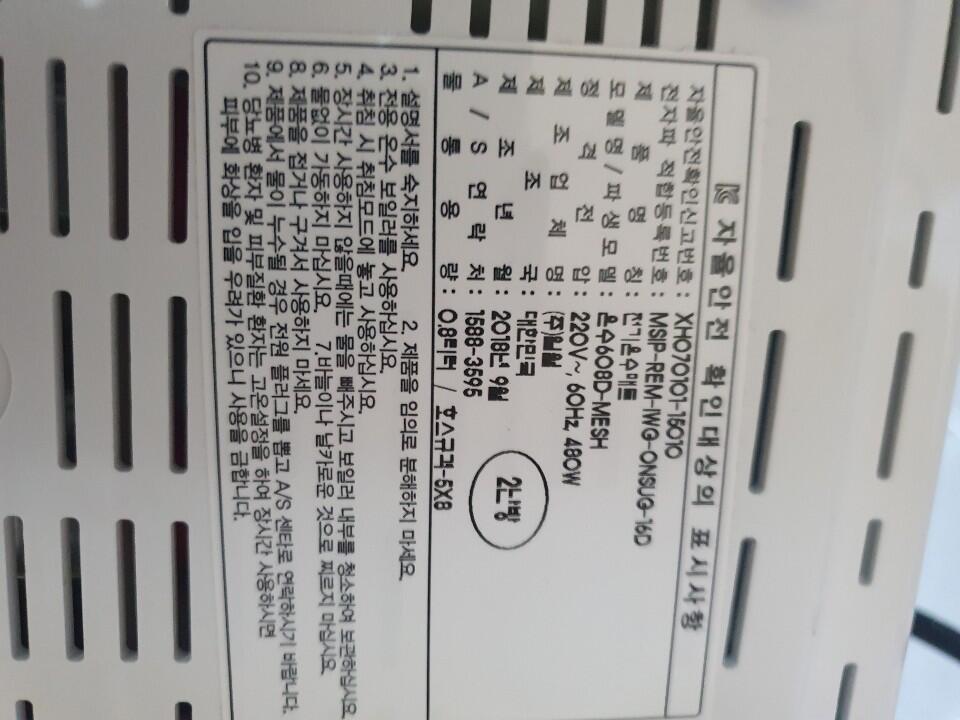 자율안전 확인대상의 표시사항
자율안전확인신고번호 : XH070101-15010
전자파 적합등록번호 : MSIP-REM-IWG-ONSUG-16D
제품명칭 : 전기온수매트
모델명/파생모델 : 온수608D-MESH
정격전압 : 220V~, 60Hz, 480W
제조업체명 : (주)일월
제조국 : 대한민국
제조년월 : 2018년 9월
A/S연락처 : 1588-3595
물통용량 : 0.8리터 / 호스규격-5X8
2난방
1. 설명서를 숙지하세요. 2. 제품을 임의로 분해하지 마세요.
3. 전용 온수 보일러를 사용하십시요.
4. 취침 시 취침모드에 놓고 사용하십시요.
5. 장시간 사용하지 않을때에는 물을 빼주시고 보일러 내부를 청소하여 보관하십시요.
6. 물없이 가동하지 마십시요. 7.바늘이나 날카로운 것으로 찌르지 마십시요.
8. 제품을 접거나 구겨서 사용하지 마세요.
9. 제품에서 물이 누수될 경우 전원 플러그를 뽑고 A/S 센타로 연락하시기 바랍니다.
10. 당뇨병 환자 및 피부질환 환자는 고온설정을 하여 장시간 사용하시면
피부에 화상을 입을 우려가 있으니 사용을 금합니다.